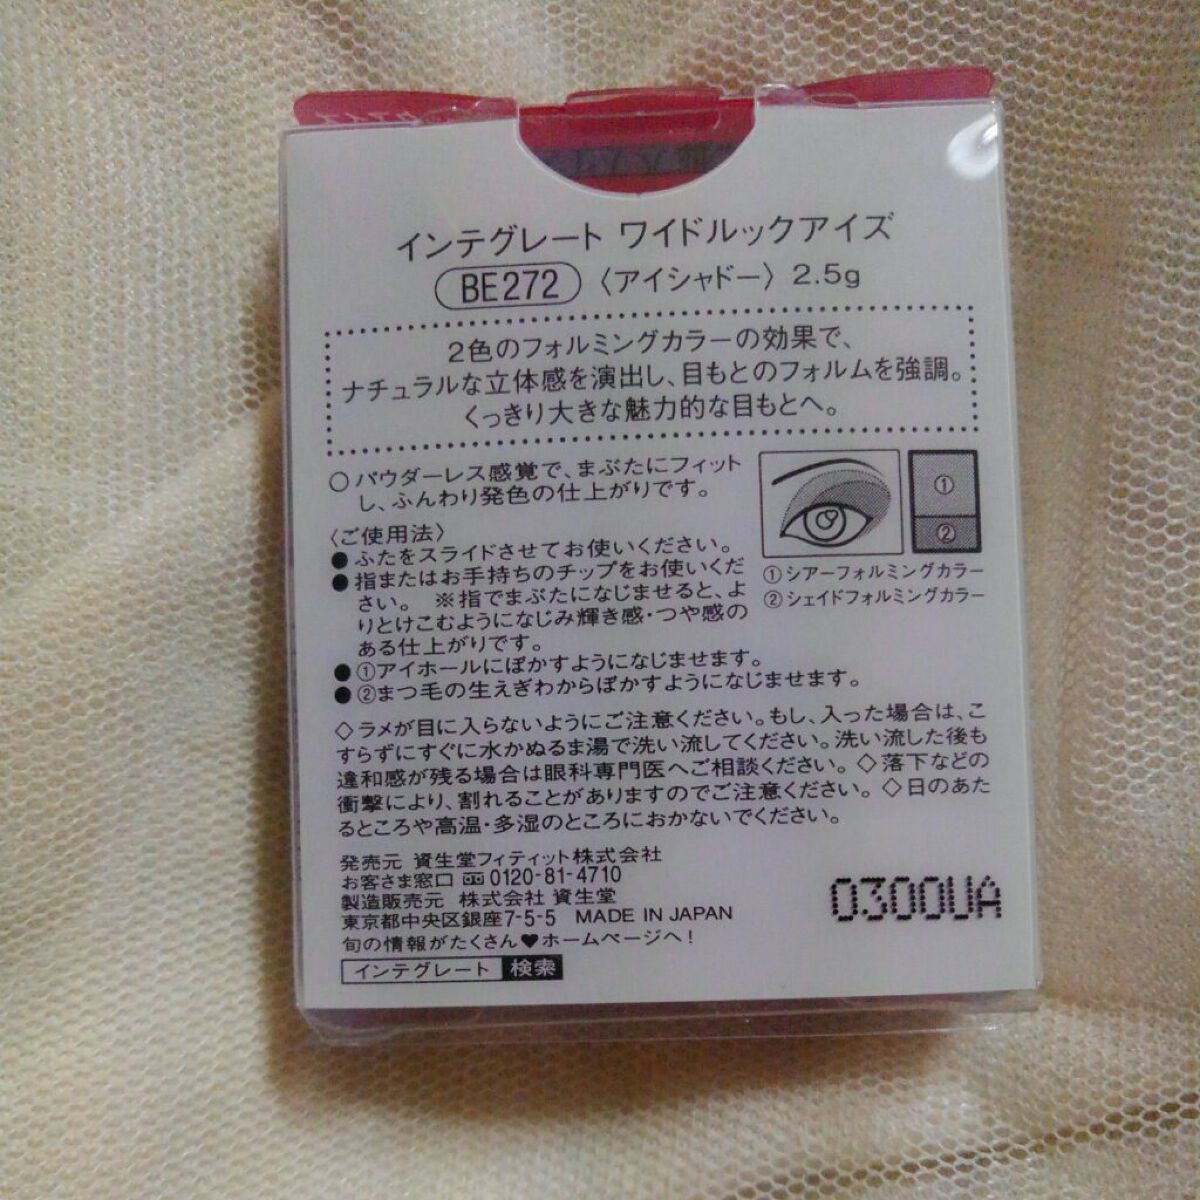 インテグレート ワイドルックアイズ
BE272 〈アイシャドー〉 2.5g
2色のフォルミングカラーの効果で、
ナチュラルな立体感を演出し、目もとのフォルムを強調。
くっきり大きな魅力的な目もとへ。
○ パウダーレス感覚で、まぶたにフィット
し、ふんわり発色の仕上がりです。
〈ご使用法〉
● ふたをスライドさせてお使いください。
● 指またはお手持ちのチップをお使いくだ
さい。 ※指でまぶたになじませると、よ
りとけこむようになじみ輝き感・つや感の
ある仕上がりです。
● ①アイホールにぼかすようになじませます。
● ②まつ毛の生えぎわからぼかすようになじませます。
①
②
①シアーフォルミングカラー
②シェイドフォルミングカラー
◇ラメが目に入らないようにご注意ください。もし、入った場合は、こ
すらずにすぐに水かぬるま湯で洗い流してください。洗い流した後も
違和感が残る場合は眼科専門医へご相談ください。◇落下などの
衝撃により、割れることがありますのでご注意ください。◇日のあた
るところや高温・多湿のところにおかないでください。
発売元 資生堂フィティット株式会社
お客さま窓口 0120-81-4710
製造販売元 株式会社 資生堂
東京都中央区銀座7-5-5 MADE IN JAPAN
旬の情報がたくさん♥ホームページへ!
インテグレート 検索
0300UA